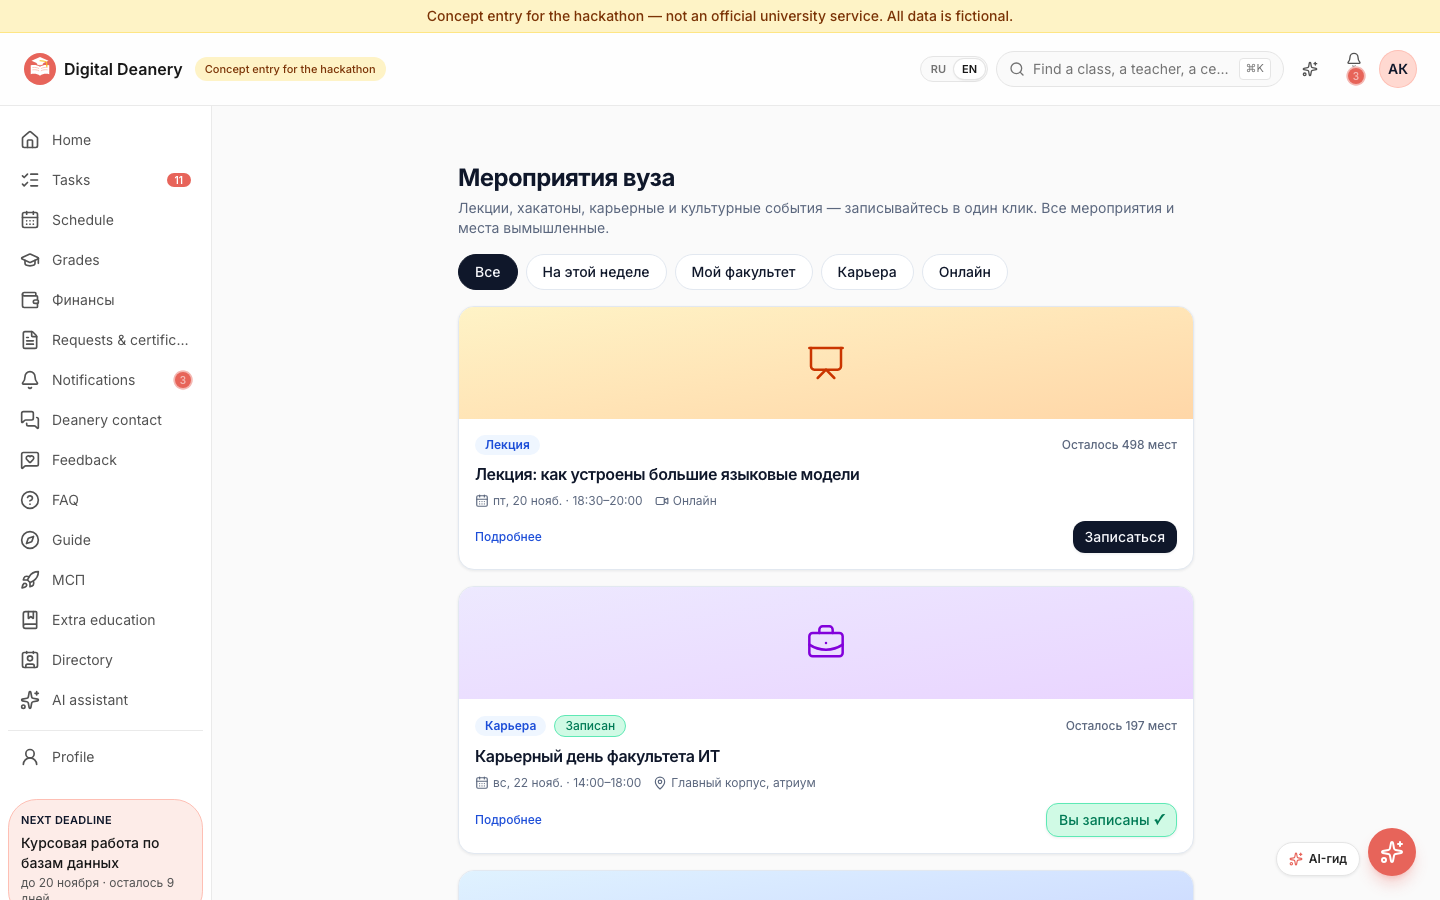 Concept entry for the hackathon — not an official university service. All data is fictional.
Digital Deanery
Concept entry for the hackathon
RU EN
Find a class, a teacher, a ce...
⌘K
3
АК
Home
Tasks 11
Schedule
Grades
Финансы
Requests & certific...
Notifications 3
Deanery contact
Feedback
FAQ
Guide
МСП
Extra education
Directory
AI assistant
Profile
NEXT DEADLINE
Курсовая работа по
базам данных
до 20 ноября · осталось 9
дней
Мероприятия вуза
Лекции, хакатоны, карьерные и культурные события — записывайтесь в один клик. Все мероприятия и
места вымышленные.
Все На этой неделе Мой факультет Карьера Онлайн
Лекция Осталось 498 мест
Лекция: как устроены большие языковые модели
пт, 20 нояб. · 18:30–20:00 Онлайн
Подробнее Записаться
Карьера Записан Осталось 197 мест
Карьерный день факультета ИТ
вс, 22 нояб. · 14:00–18:00 Главный корпус, атриум
Подробнее Вы записаны ✓
AI-гид